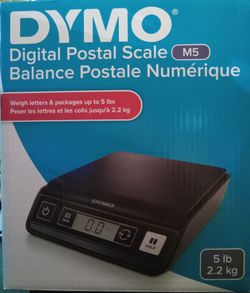 DYMO®
Digital Postal Scale M5
Balance Postale Numérique
Weigh letters & packages up to 5 lbs
Peser les lettres et les colis jusqu'à 2.2 kg
DYMO
0.0
HOLD
5 lb
2.2 kg